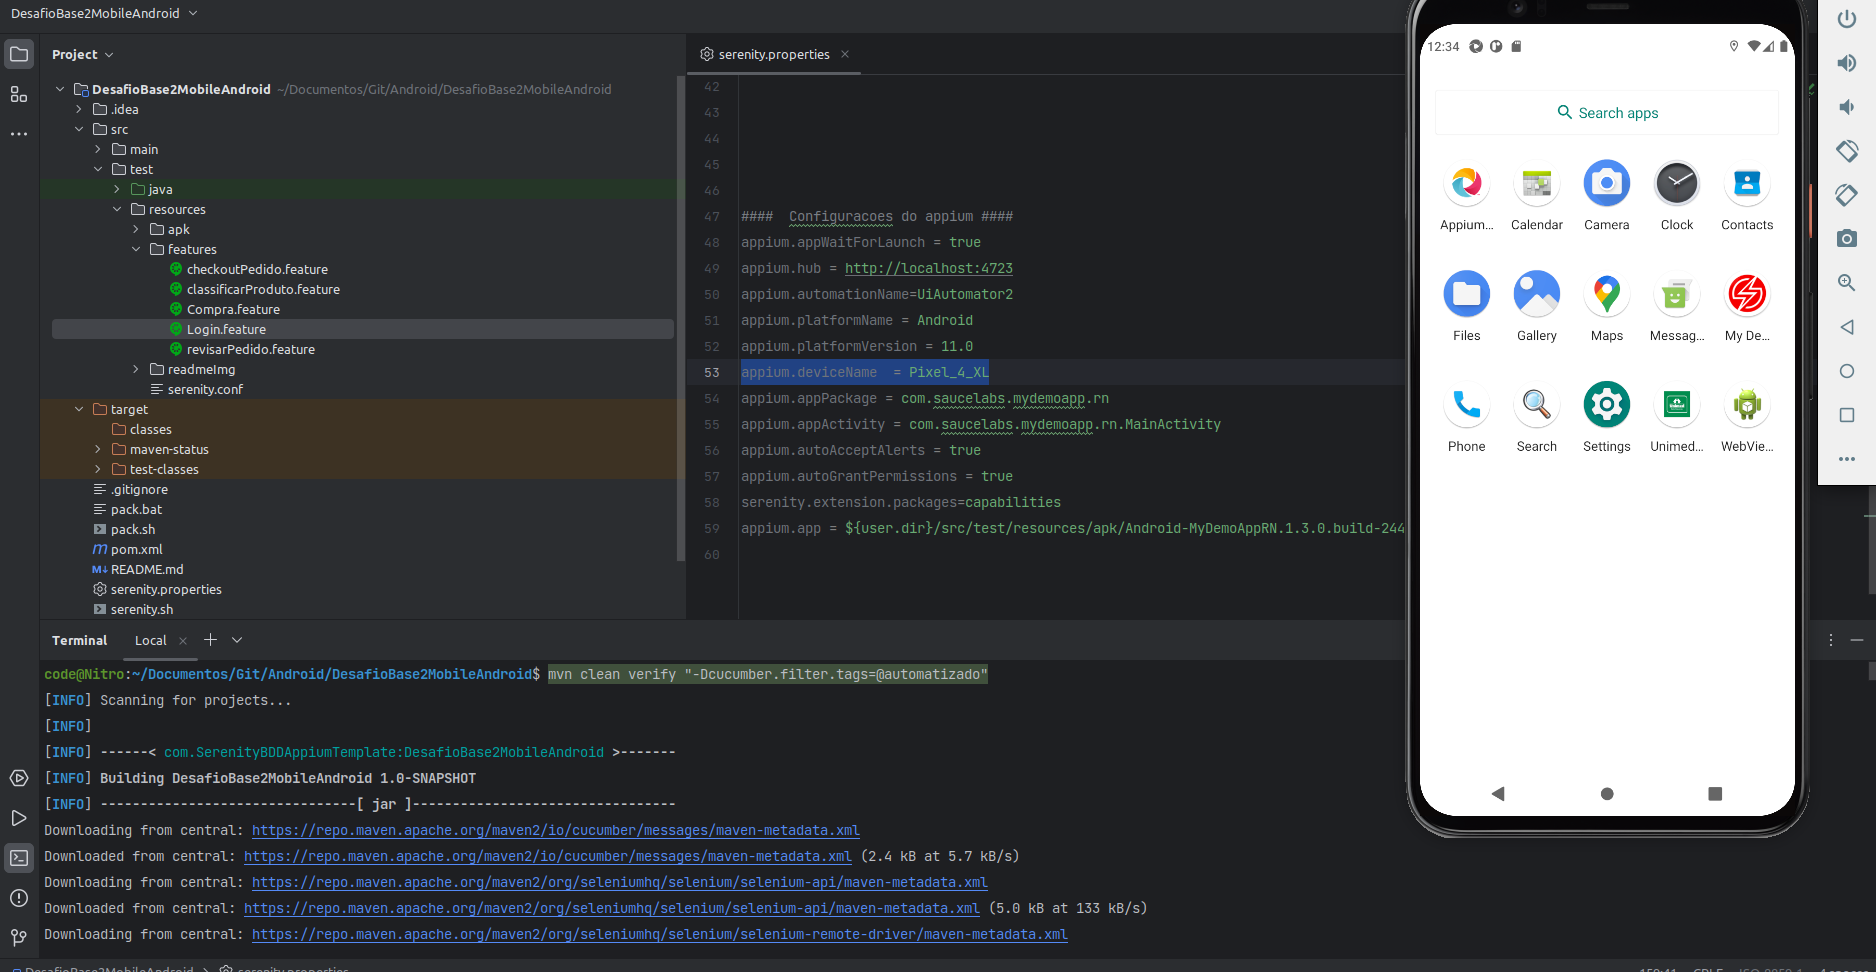 DesafioBase2MobileAndroid
Project
DesafioBase2MobileAndroid ~/Documentos/Git/Android/DesafioBase2MobileAndroid
.idea
src
main
test
java
resources
apk
features
checkoutPedido.feature
classificarProduto.feature
Compra.feature
Login.feature
revisarPedido.feature
readmeImg
serenity.conf
target
classes
maven-status
test-classes
.gitignore
pack.bat
pack.sh
m pom.xml
M↓ README.md
serenity.properties
serenity.sh
serenity.properties
42
43
44
45
46
47 #### Configuracoes do appium ####
48 appium.appWaitForLaunch = true
49 appium.hub = http://localhost:4723
50 appium.automationName=UiAutomator2
51 appium.platformName = Android
52 appium.platformVersion = 11.0
53 appium.deviceName  = Pixel_4_XL
54 appium.appPackage = com.saucelabs.mydemoapp.rn
55 appium.appActivity = com.saucelabs.mydemoapp.rn.MainActivity
56 appium.autoAcceptAlerts = true
57 appium.autoGrantPermissions = true
58 serenity.extension.packages=capabilities
59 appium.app = ${user.dir}/src/test/resources/apk/Android-MyDemoAppRN.1.3.0.build-244
60
12:34
Search apps
Appium... Calendar Camera Clock Contacts
Files Gallery Maps Messag... My De...
Phone Search Settings Unimed... WebVie...
Terminal Local
code@Nitro:~/Documentos/Git/Android/DesafioBase2MobileAndroid$ mvn clean verify "-Dcucumber.filter.tags=@automatizado"
[INFO] Scanning for projects...
[INFO]
[INFO] ------< com.SerenityBDDAppiumTemplate:DesafioBase2MobileAndroid >-------
[INFO] Building DesafioBase2MobileAndroid 1.0-SNAPSHOT
[INFO] --------------------------------[ jar ]---------------------------------
Downloading from central: https://repo.maven.apache.org/maven2/io/cucumber/messages/maven-metadata.xml
Downloaded from central: https://repo.maven.apache.org/maven2/io/cucumber/messages/maven-metadata.xml (2.4 kB at 5.7 kB/s)
Downloading from central: https://repo.maven.apache.org/maven2/org/seleniumhq/selenium/selenium-api/maven-metadata.xml
Downloaded from central: https://repo.maven.apache.org/maven2/org/seleniumhq/selenium/selenium-api/maven-metadata.xml (5.0 kB at 133 kB/s)
Downloading from central: https://repo.maven.apache.org/maven2/org/seleniumhq/selenium/selenium-remote-driver/maven-metadata.xml
DesafioBase2MobileAndroid > serenity.properties